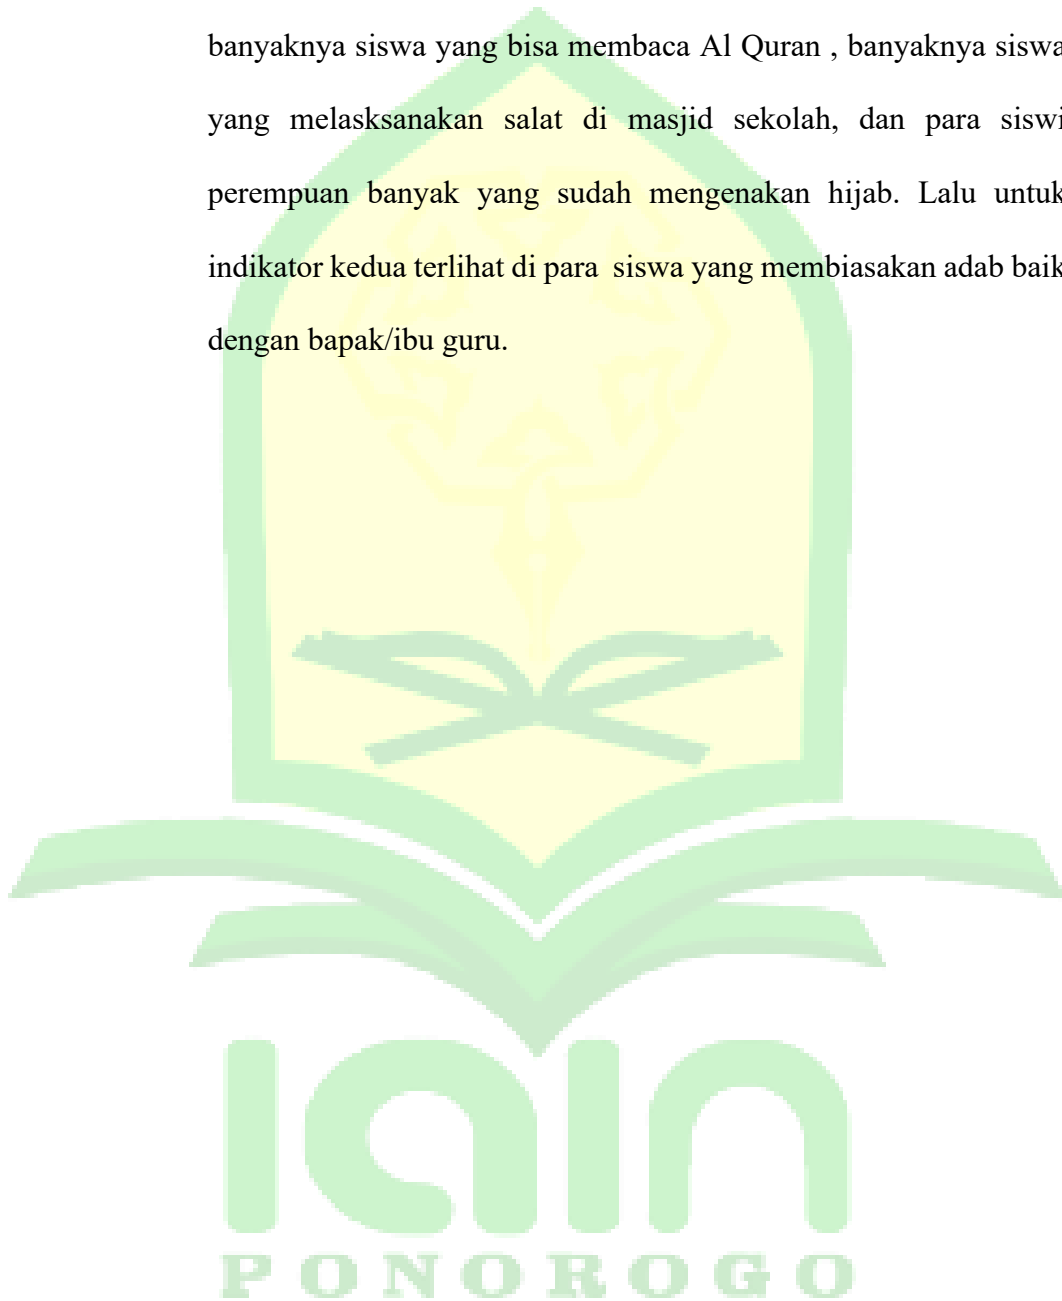 banyaknya siswa yang bisa membaca Al Quran , banyaknya siswa
yang melasksanakan salat di masjid sekolah, dan para siswi
perempuan banyak yang sudah mengenakan hijab. Lalu untuk
indikator kedua terlihat di para siswa yang membiasakan adab baik
dengan bapak/ibu guru.
iain
PONOROGO